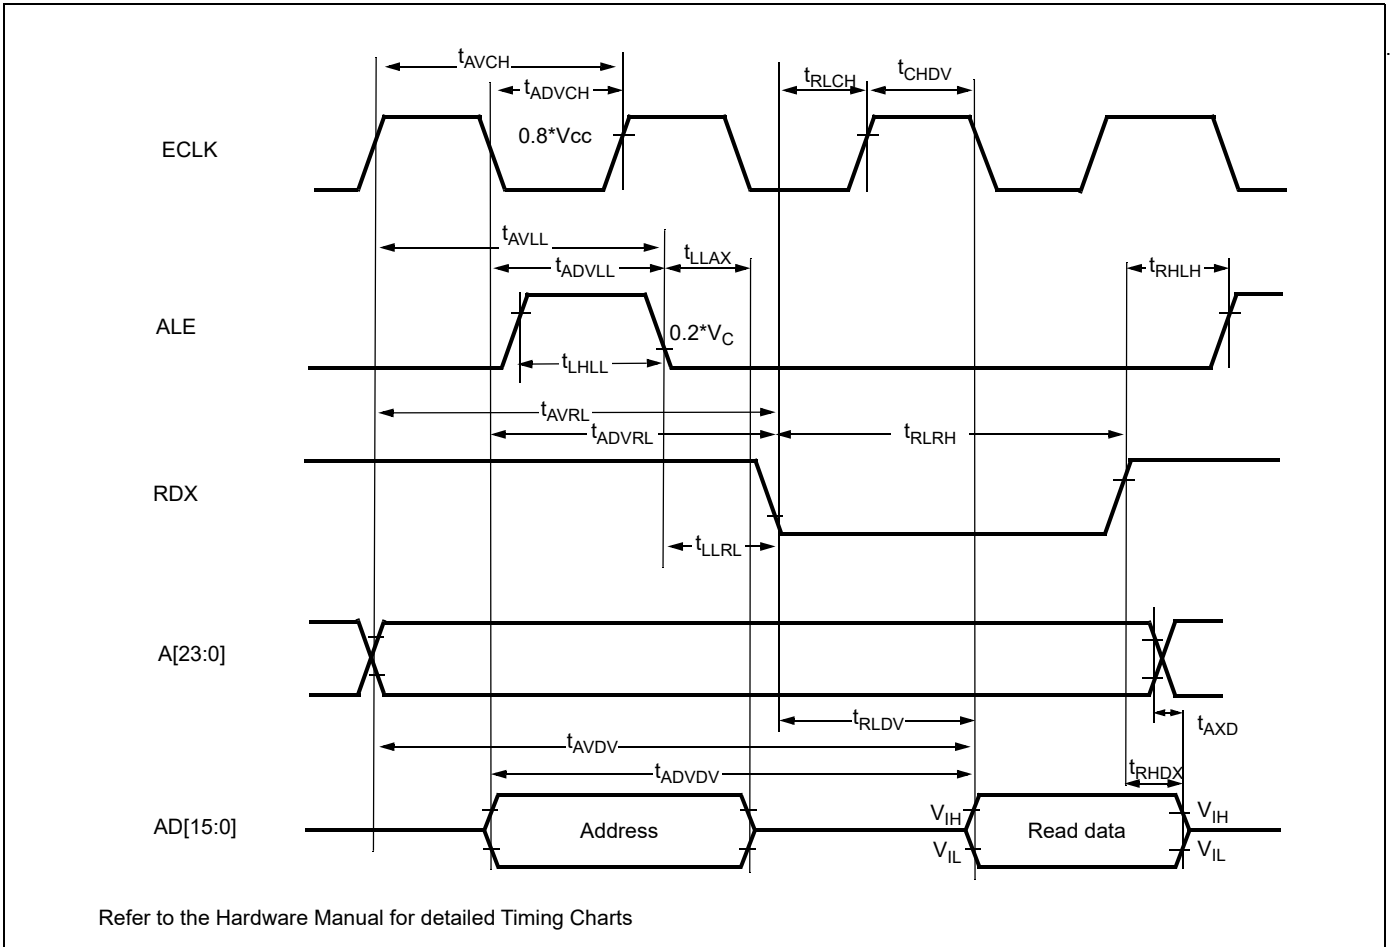 tAVCH
tRLCH
tCHDV
tADVCH
ECLK
0.8*Vcc
tAVLL
tLLAX
tADVLL
tRHLH
ALE
0.2*VC
tLHLL
tAVRL
tADVRL
tRLRH
RDX
tLLRL
A[23:0]
tRLDV
tAXD
tAVDV
tADVDV
tRHDX
AD[15:0]
Address
VIH
VIL
Read data
VIH
VIL
Refer to the Hardware Manual for detailed Timing Charts